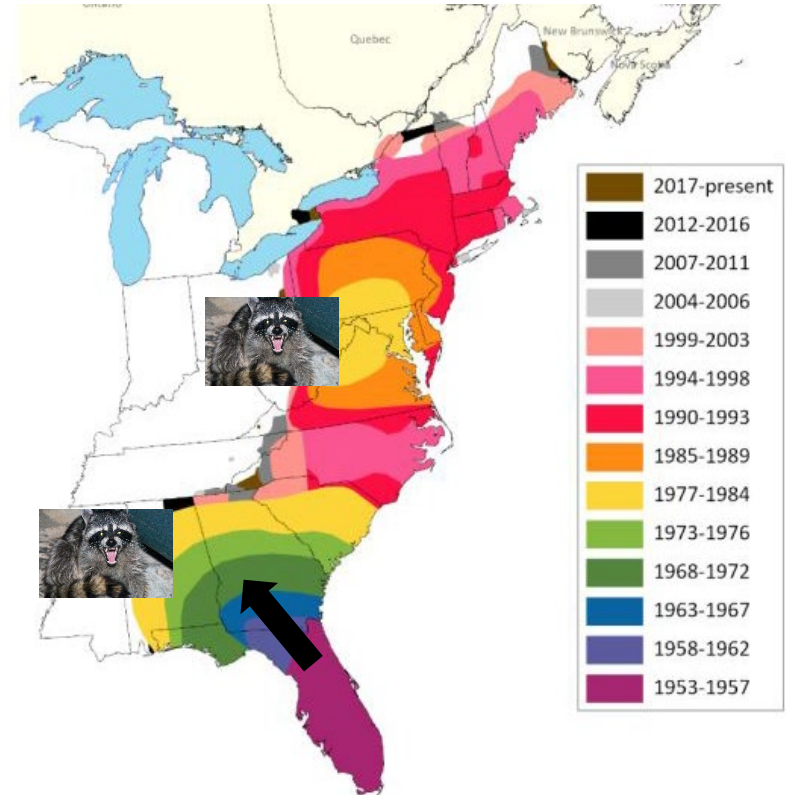 Ontario
Quebec
New Brunswick
Nova Scotia
2017-present
2012-2016
2007-2011
2004-2006
1999-2003
1994-1998
1990-1993
1985-1989
1977-1984
1973-1976
1968-1972
1963-1967
1958-1962
1953-1957